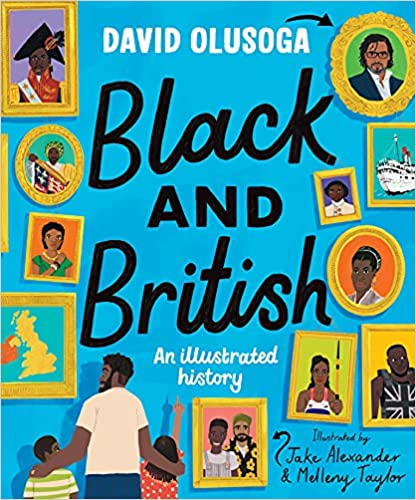 DAVID OLUSOGA
Black
AND
British
An illustrated
history
Illustrated by
Jake Alexander
& Melleny Taylor